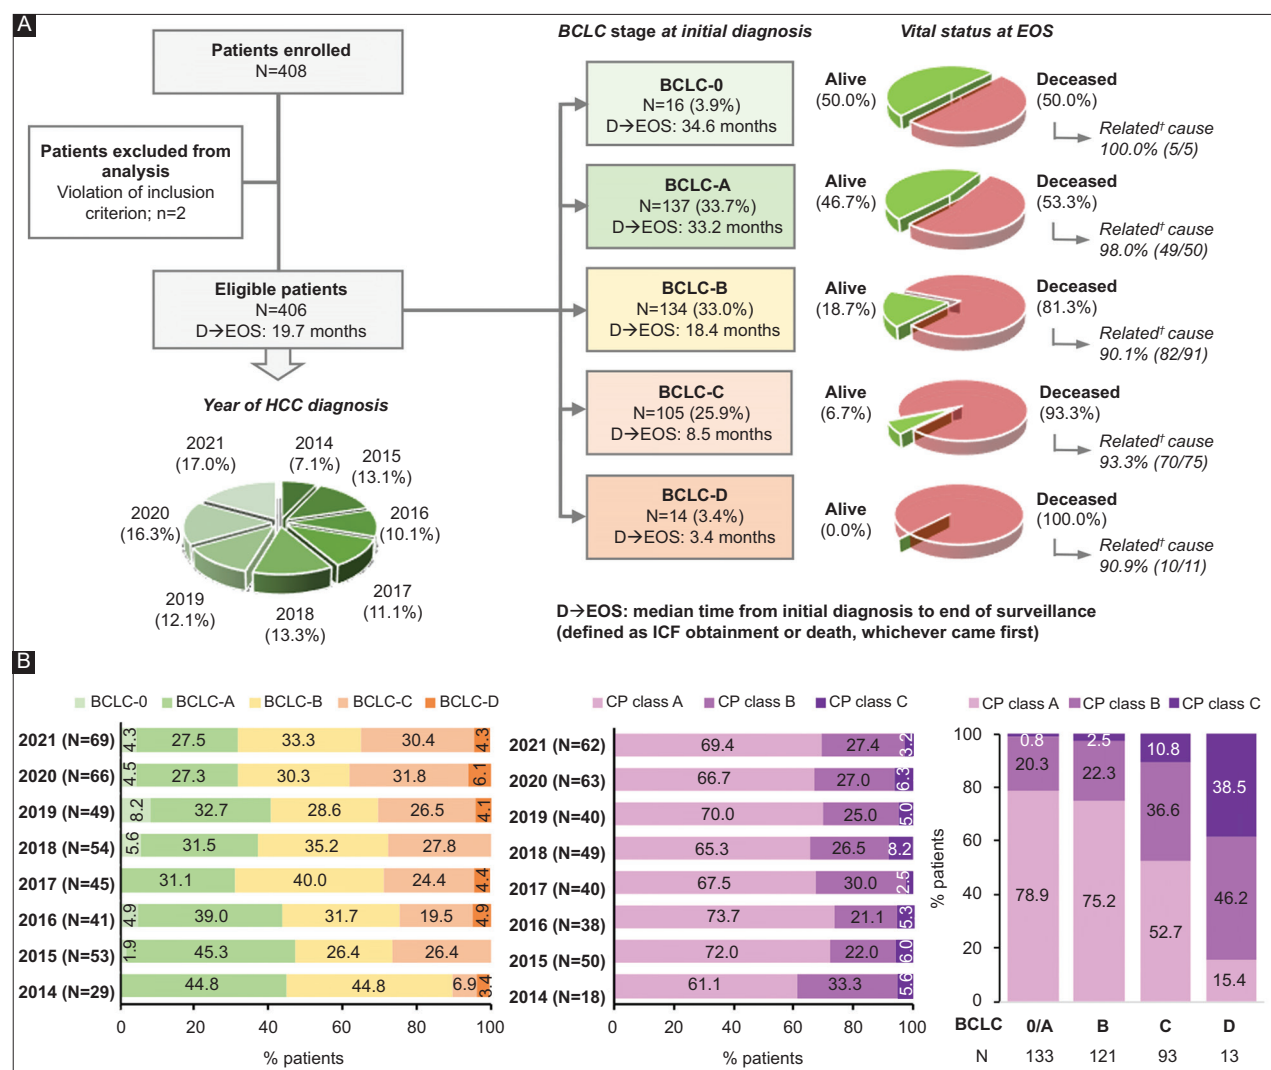 A
Patients enrolled
N=408
Patients excluded from
analysis
Violation of inclusion
criterion; n=2
Eligible patients
N=406
D→EOS: 19.7 months
Year of HCC diagnosis
2021
(17.0%)
2014
(7.1%)
2015
(13.1%)
2020
(16.3%)
2016
(10.1%)
2019
(12.1%)
2018
(13.3%)
2017
(11.1%)
BCLC stage at initial diagnosis
Vital status at EOS
BCLC-0
N=16 (3.9%)
D→EOS: 34.6 months
Alive
(50.0%)
Deceased
(50.0%)
Related† cause
100.0% (5/5)
BCLC-A
N=137 (33.7%)
D→EOS: 33.2 months
Alive
(46.7%)
Deceased
(53.3%)
Related† cause
98.0% (49/50)
BCLC-B
N=134 (33.0%)
D→EOS: 18.4 months
Alive
(18.7%)
Deceased
(81.3%)
Related† cause
90.1% (82/91)
BCLC-C
N=105 (25.9%)
D→EOS: 8.5 months
Alive
(6.7%)
Deceased
(93.3%)
Related† cause
93.3% (70/75)
BCLC-D
N=14 (3.4%)
D→EOS: 3.4 months
Alive
(0.0%)
Deceased
(100.0%)
Related† cause
90.9% (10/11)
D→EOS: median time from initial diagnosis to end of surveillance
(defined as ICF obtainment or death, whichever came first)
B
BCLC-0 BCLC-A BCLC-B BCLC-C BCLC-D
2021 (N=69) 4.3 27.5 33.3 30.4 4.3
2020 (N=66) 4.5 27.3 30.3 31.8 6.1
2019 (N=49) 8.2 32.7 28.6 26.5 4.1
2018 (N=54) 5.6 31.5 35.2 27.8
2017 (N=45) 31.1 40.0 24.4 4.4
2016 (N=41) 4.9 39.0 31.7 19.5 4.9
2015 (N=53) 1.9 45.3 26.4 26.4
2014 (N=29) 44.8 44.8 6.9 3.4
0 20 40 60 80 100
% patients
CP class A CP class B CP class C
2021 (N=62) 69.4 27.4 3.2
2020 (N=63) 66.7 27.0 6.3
2019 (N=40) 70.0 25.0 5.0
2018 (N=49) 65.3 26.5 8.2
2017 (N=40) 67.5 30.0 2.5
2016 (N=38) 73.7 21.1 5.3
2015 (N=50) 72.0 22.0 6.0
2014 (N=18) 61.1 33.3 5.6
0 20 40 60 80 100
% patients
CP class A CP class B CP class C
% patients
100
80
60
40
20
0
0.8 2.5 10.8 38.5
20.3 22.3 36.6 46.2
78.9 75.2 52.7 15.4
BCLC 0/A B C D
N 133 121 93 13